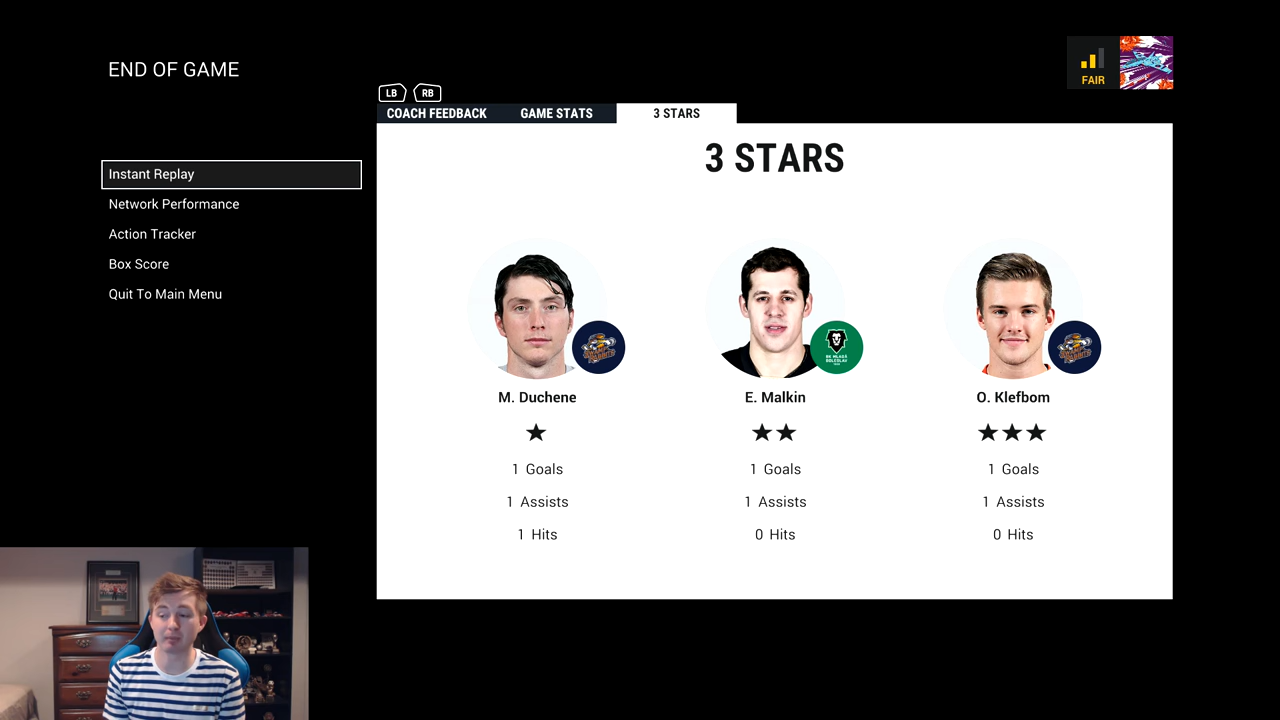 END OF GAME
FAIR
LB RB
COACH FEEDBACK GAME STATS 3 STARS
3 STARS
Instant Replay
Network Performance
Action Tracker
Box Score
Quit To Main Menu
M. Duchene E. Malkin O. Klefbom
1 Goals 1 Goals 1 Goals
1 Assists 1 Assists 1 Assists
1 Hits 0 Hits 0 Hits